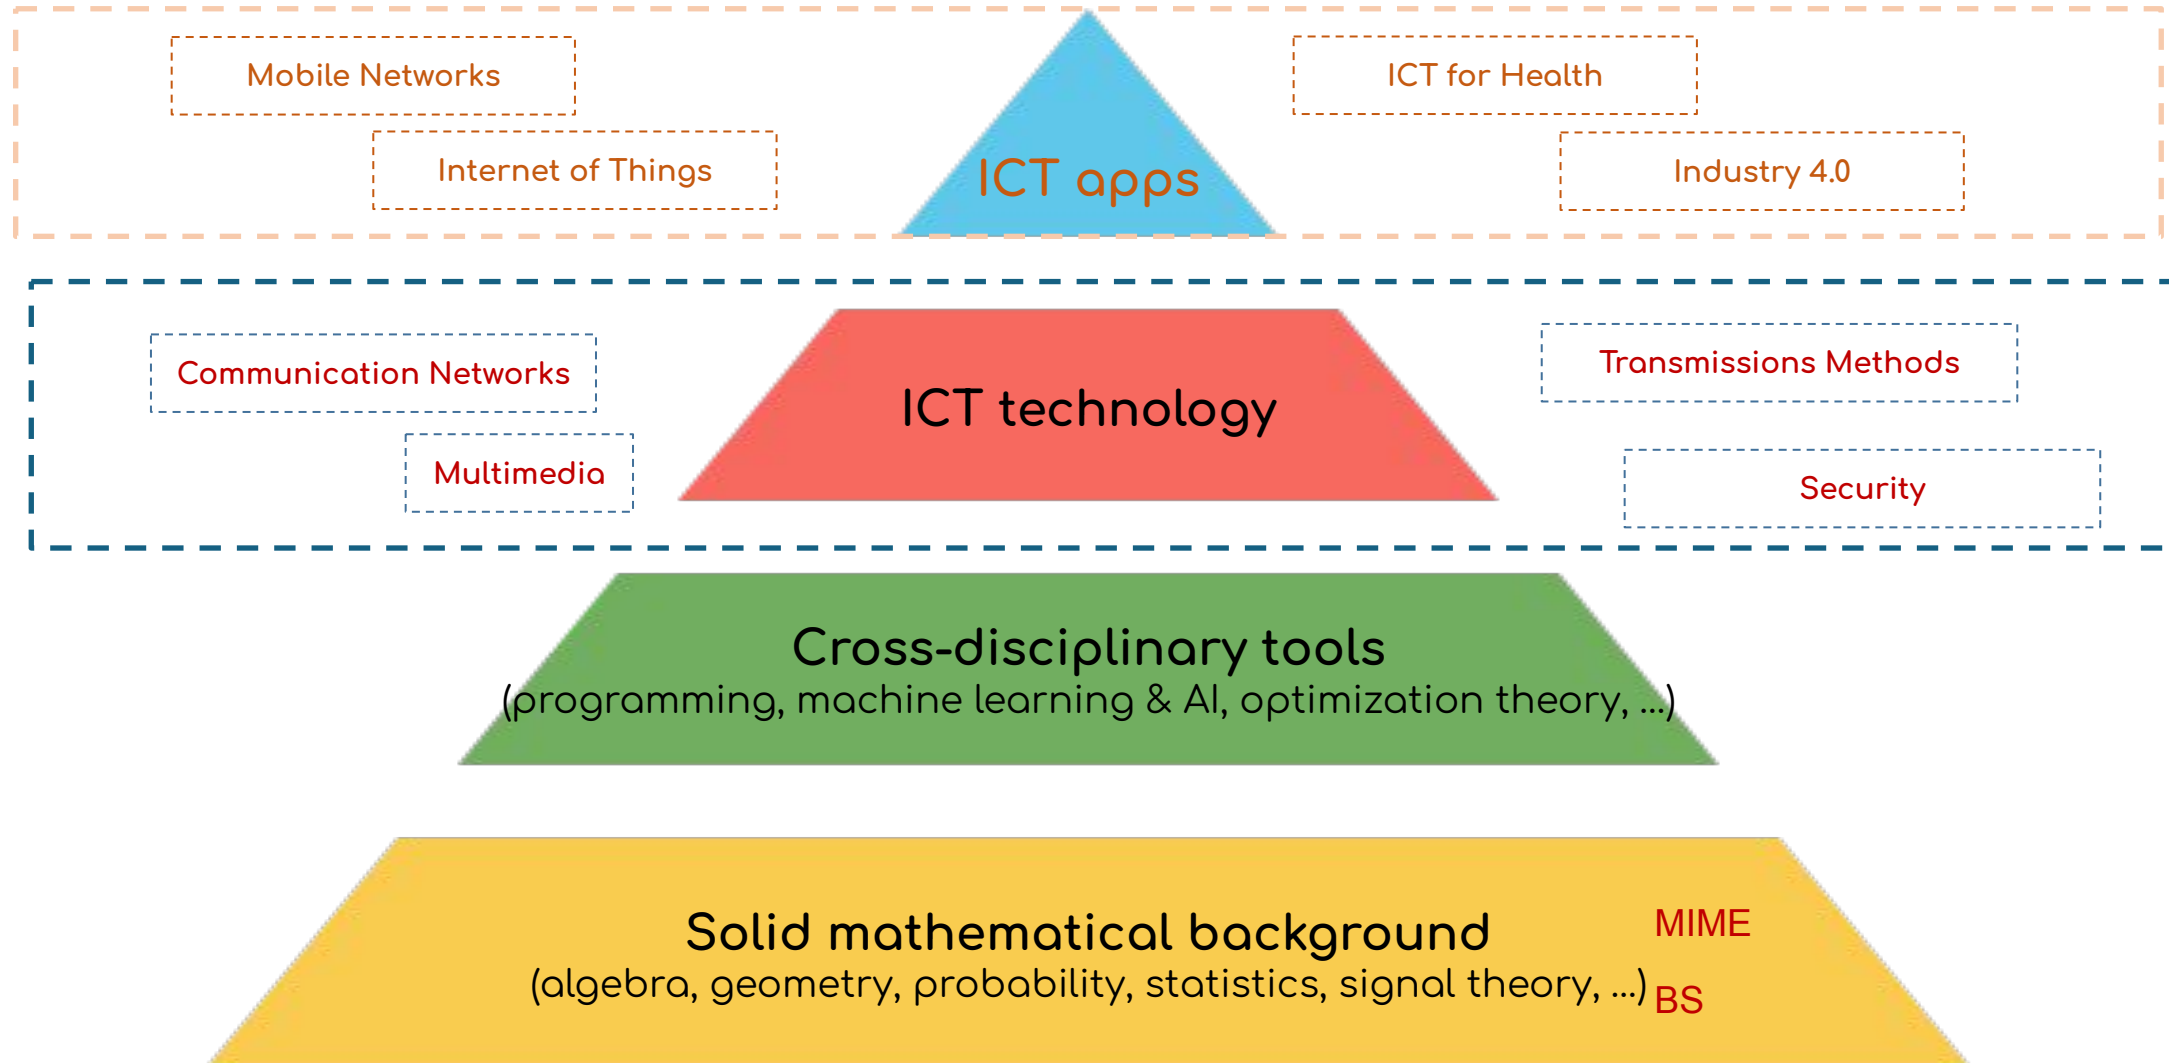 Mobile Networks
ICT for Health
Internet of Things
ICT apps
Industry 4.0
Communication Networks
Transmissions Methods
ICT technology
Multimedia
Security
Cross-disciplinary tools
(programming, machine learning & AI, optimization theory, ...)
Solid mathematical background
MIME
(algebra, geometry, probability, statistics, signal theory, ...)
BS